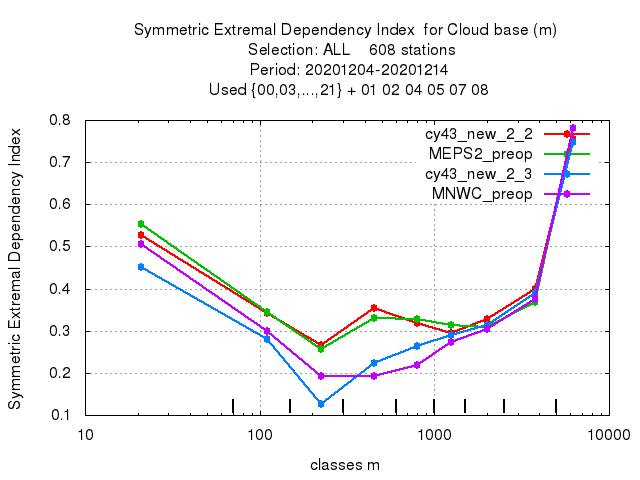 Symmetric Extremal Dependency Index  for Cloud base (m)
Selection: ALL    608 stations
Period: 20201204-20201214
Used {00,03,...,21} + 01 02 04 05 07 08
Symmetric Extremal Dependency Index
0.8
0.7
0.6
0.5
0.4
0.3
0.2
0.1
cy43_new_2_2
MEPS2_preop
cy43_new_2_3
MNWC_preop
10 100 1000 10000
classes m